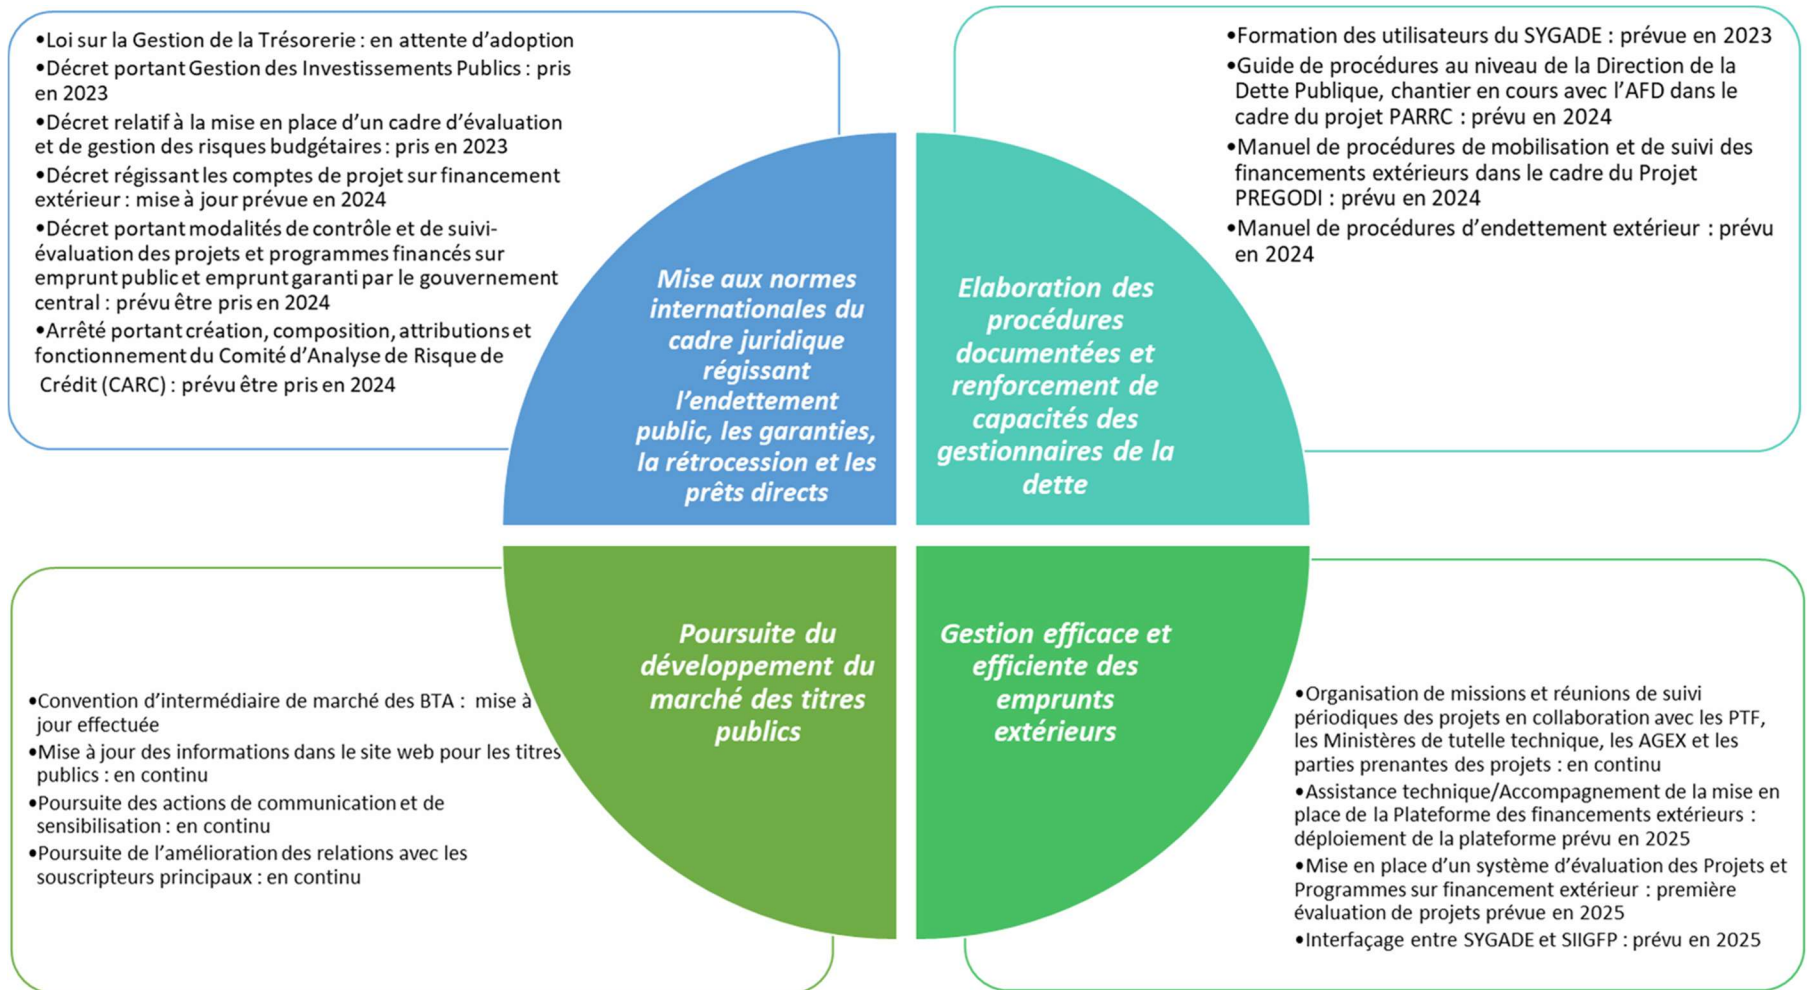 •Loi sur la Gestion de la Trésorerie : en attente d’adoption
•Décret portant Gestion des Investissements Publics : pris
en 2023
•Décret relatif à la mise en place d’un cadre d’évaluation
et de gestion des risques budgétaires : pris en 2023
•Décret régissant les comptes de projet sur financement
extérieur : mise à jour prévue en 2024
•Décret portant modalités de contrôle et de suivi-
évaluation des projets et programmes financés sur
emprunt public et emprunt garanti par le gouvernement
central : prévu être pris en 2024
•Arrêté portant création, composition, attributions et
fonctionnement du Comité d’Analyse de Risque de
Crédit (CARC) : prévu être pris en 2024
Mise aux normes
internationales du
cadre juridique
régissant
l’endettement
public, les garanties,
la rétrocession et les
prêts directs
•Formation des utilisateurs du SYGADE : prévue en 2023
•Guide de procédures au niveau de la Direction de la
Dette Publique, chantier en cours avec l’AFD dans le
cadre du projet PARRC : prévu en 2024
•Manuel de procédures de mobilisation et de suivi des
financements extérieurs dans le cadre du Projet
PREGODI : prévu en 2024
•Manuel de procédures d’endettement extérieur : prévu
en 2024
Elaboration des
procédures
documentées et
renforcement de
capacités des
gestionnaires de la
dette
•Convention d’intermédiaire de marché des BTA : mise à
jour effectuée
•Mise à jour des informations dans le site web pour les titres
publics : en continu
•Poursuite des actions de communication et de
sensibilisation : en continu
•Poursuite de l’amélioration des relations avec les
souscripteurs principaux : en continu
Poursuite du
développement du
marché des titres
publics
Gestion efficace et
efficiente des
emprunts
extérieurs
•Organisation de missions et réunions de suivi
périodiques des projets en collaboration avec les PTF,
les Ministères de tutelle technique, les AGEX et les
parties prenantes des projets : en continu
•Assistance technique/Accompagnement de la mise en
place de la Plateforme des financements extérieurs :
déploiement de la plateforme prévu en 2025
•Mise en place d’un système d’évaluation des Projets et
Programmes sur financement extérieur : première
évaluation de projets prévue en 2025
•Interfaçage entre SYGADE et SIIGFP : prévu en 2025